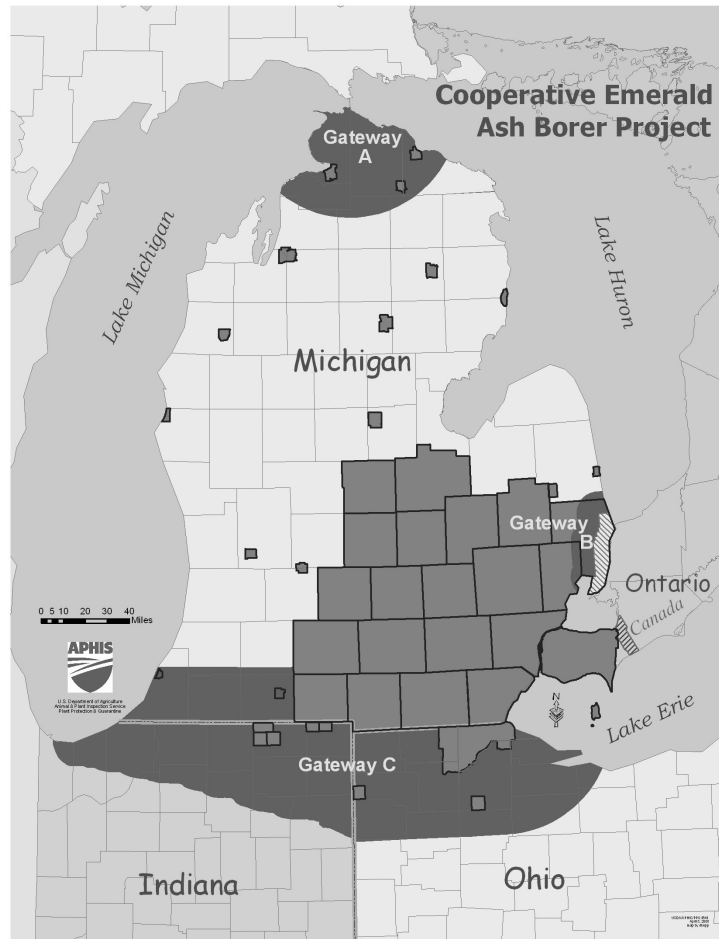 Cooperative Emerald
Ash Borer Project
Gateway
A
Lake Michigan
Lake Huron
Michigan
Gateway
B
Ontario
Canada
0 5 10 20 30 40
Miles
APHIS
U.S. Department of Agriculture
Animal & Plant Inspection Service
Plant Protection & Quarantine
N
Lake Erie
Gateway C
Indiana
Ohio